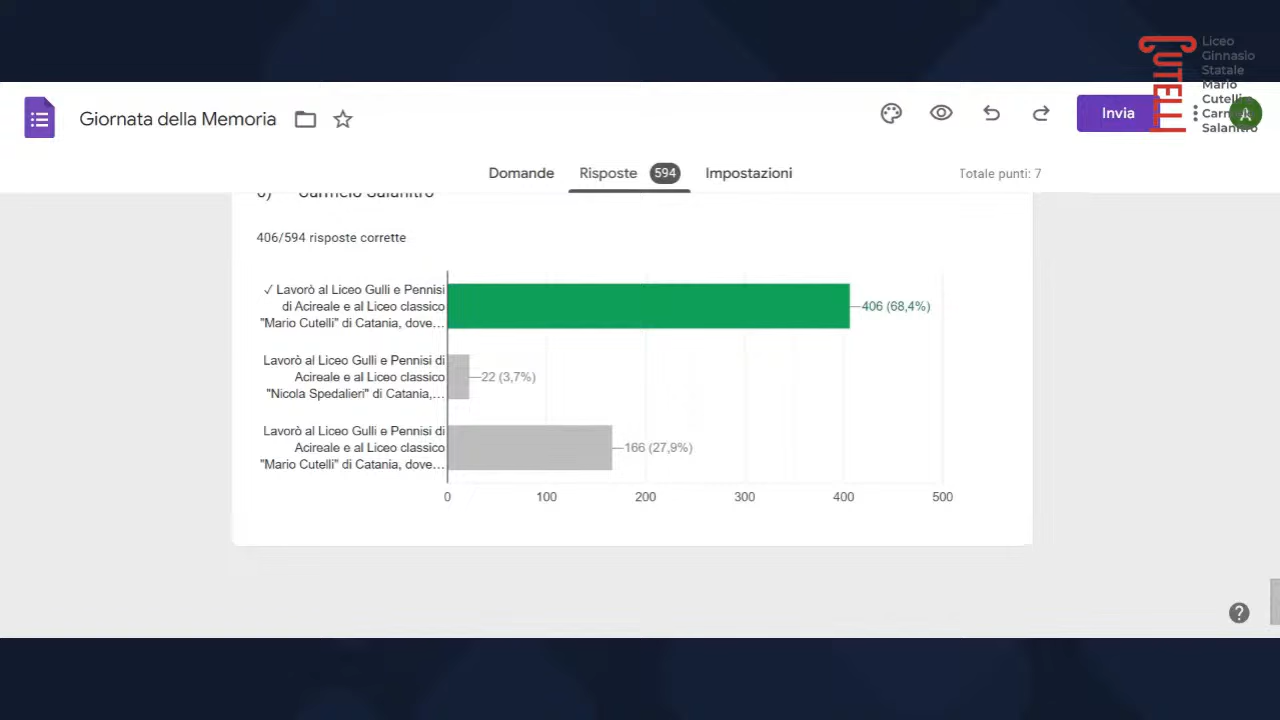 Liceo
Ginnasio
Statale
Mario
Cutelli
Carmelo
Salanitro
CUTELLI
Giornata della Memoria
Invia
A
Domande
Risposte 594
Impostazioni
Totale punti: 7
Carmelo Salanitro
406/594 risposte corrette
✓ Lavorò al Liceo Gulli e Pennisi
di Acireale e al Liceo classico
"Mario Cutelli" di Catania, dove…
406 (68,4%)
Lavorò al Liceo Gulli e Pennisi di
Acireale e al Liceo classico
"Nicola Spedalieri" di Catania,…
22 (3,7%)
Lavorò al Liceo Gulli e Pennisi di
Acireale e al Liceo classico
"Mario Cutelli" di Catania, dove…
166 (27,9%)
0 100 200 300 400 500
?